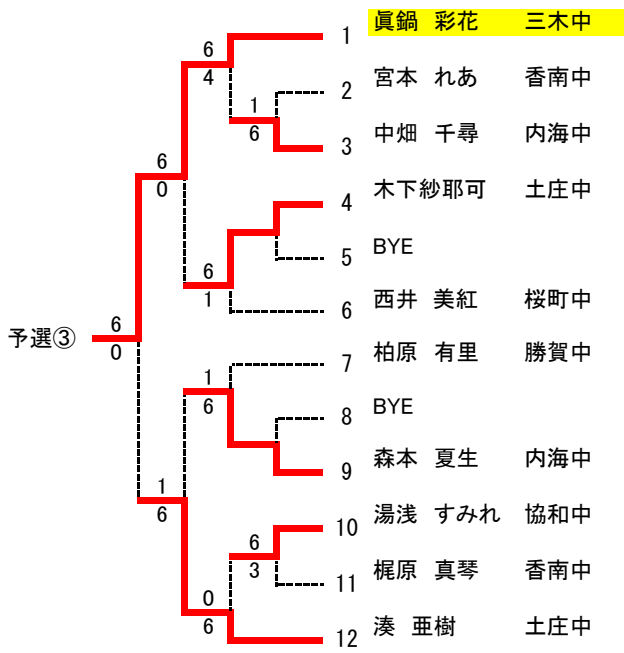 1 眞鍋 彩花 三木中
6
4
2 宮本 れあ 香南中
1
6
3 中畑 千尋 内海中
6
0
4 木下紗耶可 土庄中
5 BYE
6
1
6 西井 美紅 桜町中
予選③
6
0
7 柏原 有里 勝賀中
1
6
8 BYE
9 森本 夏生 内海中
1
6
10 湯浅 すみれ 協和中
6
3
11 梶原 真琴 香南中
0
6
12 湊 亜樹 土庄中